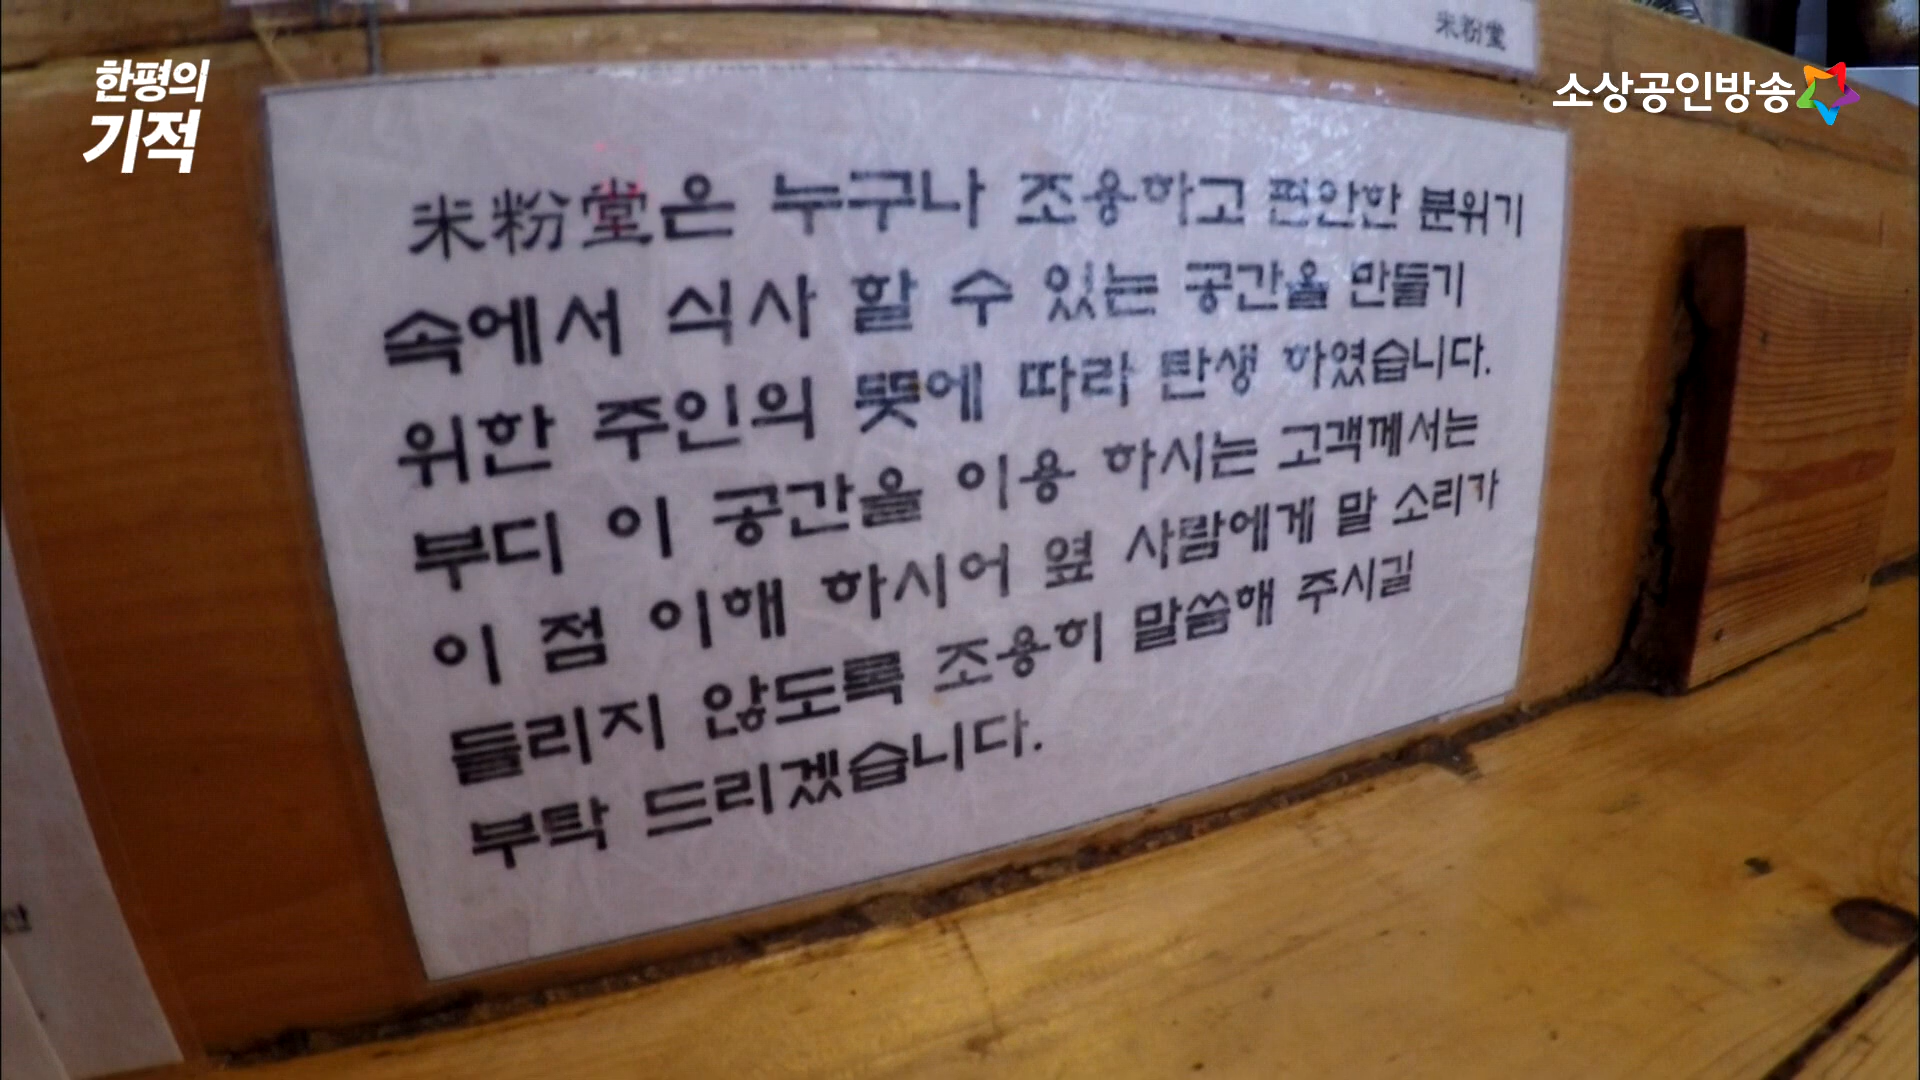 한평의
기적
소상공인방송
米粉堂
米粉堂은 누구나 조용하고 편안한 분위기
속에서 식사 할 수 있는 공간을 만들기
위한 주인의 뜻에 따라 탄생 하였습니다.
부디 이 공간을 이용 하시는 고객께서는
이 점 이해 하시어 옆 사람에게 말 소리가
들리지 않도록 조용히 말씀해 주시길
부탁 드리겠습니다.